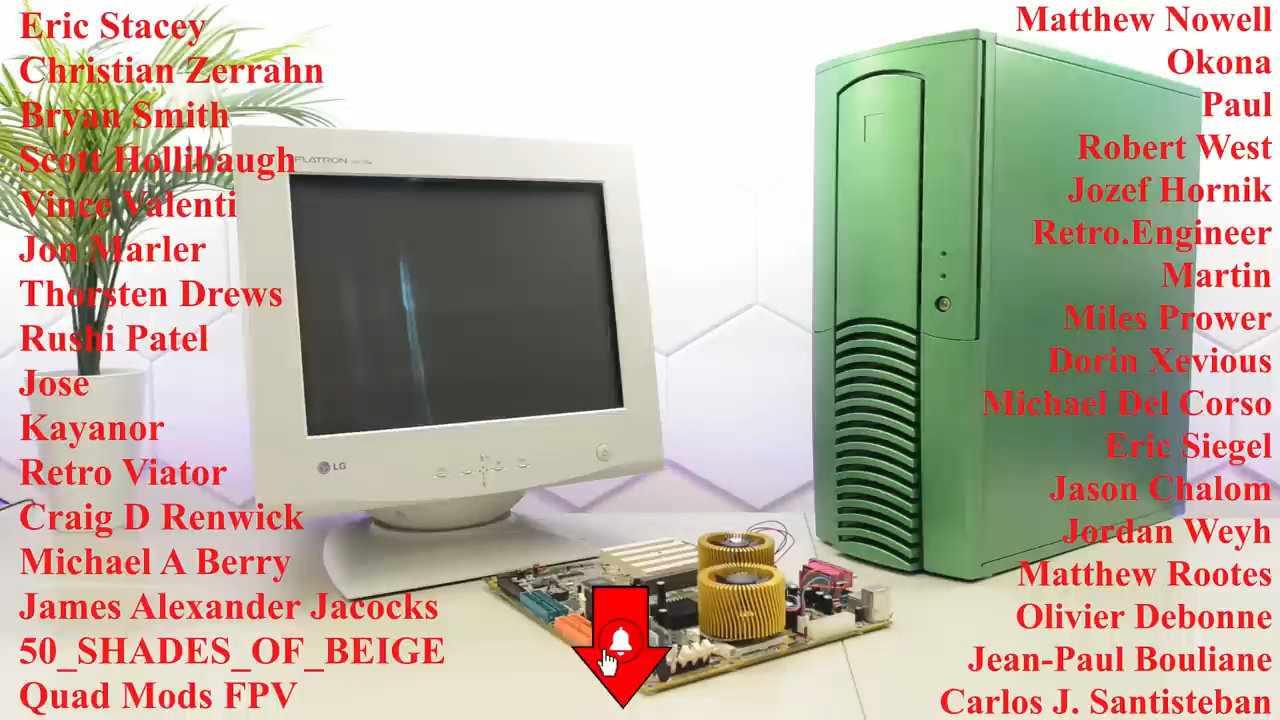 Eric Stacey
Christian Zerrahn
Bryan Smith
Scott Hollibaugh
Vince Valenti
Jon Marler
Thorsten Drews
Rushi Patel
Jose
Kayanor
Retro Viator
Craig D Renwick
Michael A Berry
James Alexander Jacocks
50_SHADES_OF_BEIGE
Quad Mods FPV
FLATRON
LG
Matthew Nowell
Okona
Paul
Robert West
Jozef Hornik
Retro.Engineer
Martin
Miles Prower
Dorin Xevious
Michael Del Corso
Eric Siegel
Jason Chalom
Jordan Weyh
Matthew Rootes
Olivier Debonne
Jean-Paul Bouliane
Carlos J. Santisteban